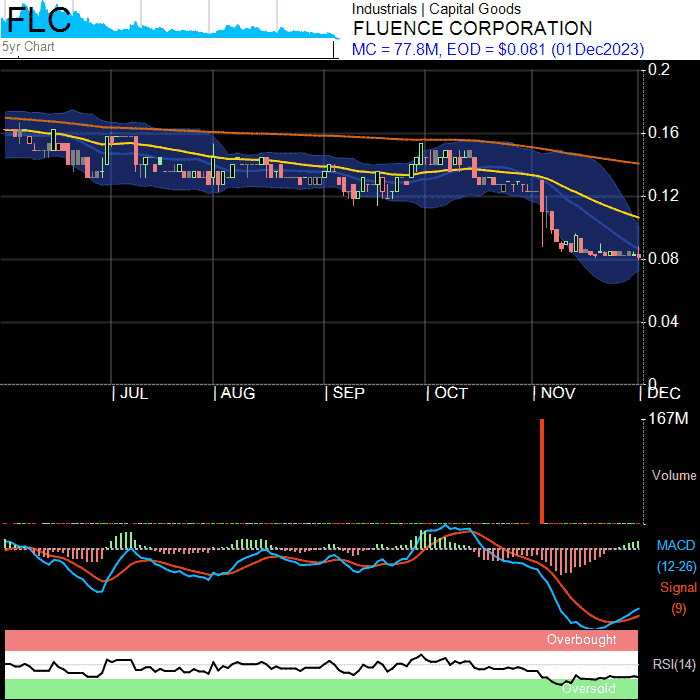 FLC
5yr Chart
Industrials | Capital Goods
FLUENCE CORPORATION
MC = 77.8M, EOD = $0.081 (01Dec2023)
0.2
0.16
0.12
0.08
0.04
0
| JUL | AUG | SEP | OCT | NOV | DEC
167M
Volume
MACD
(12-26)
Signal
(9)
Overbought
RSI(14)
Oversold